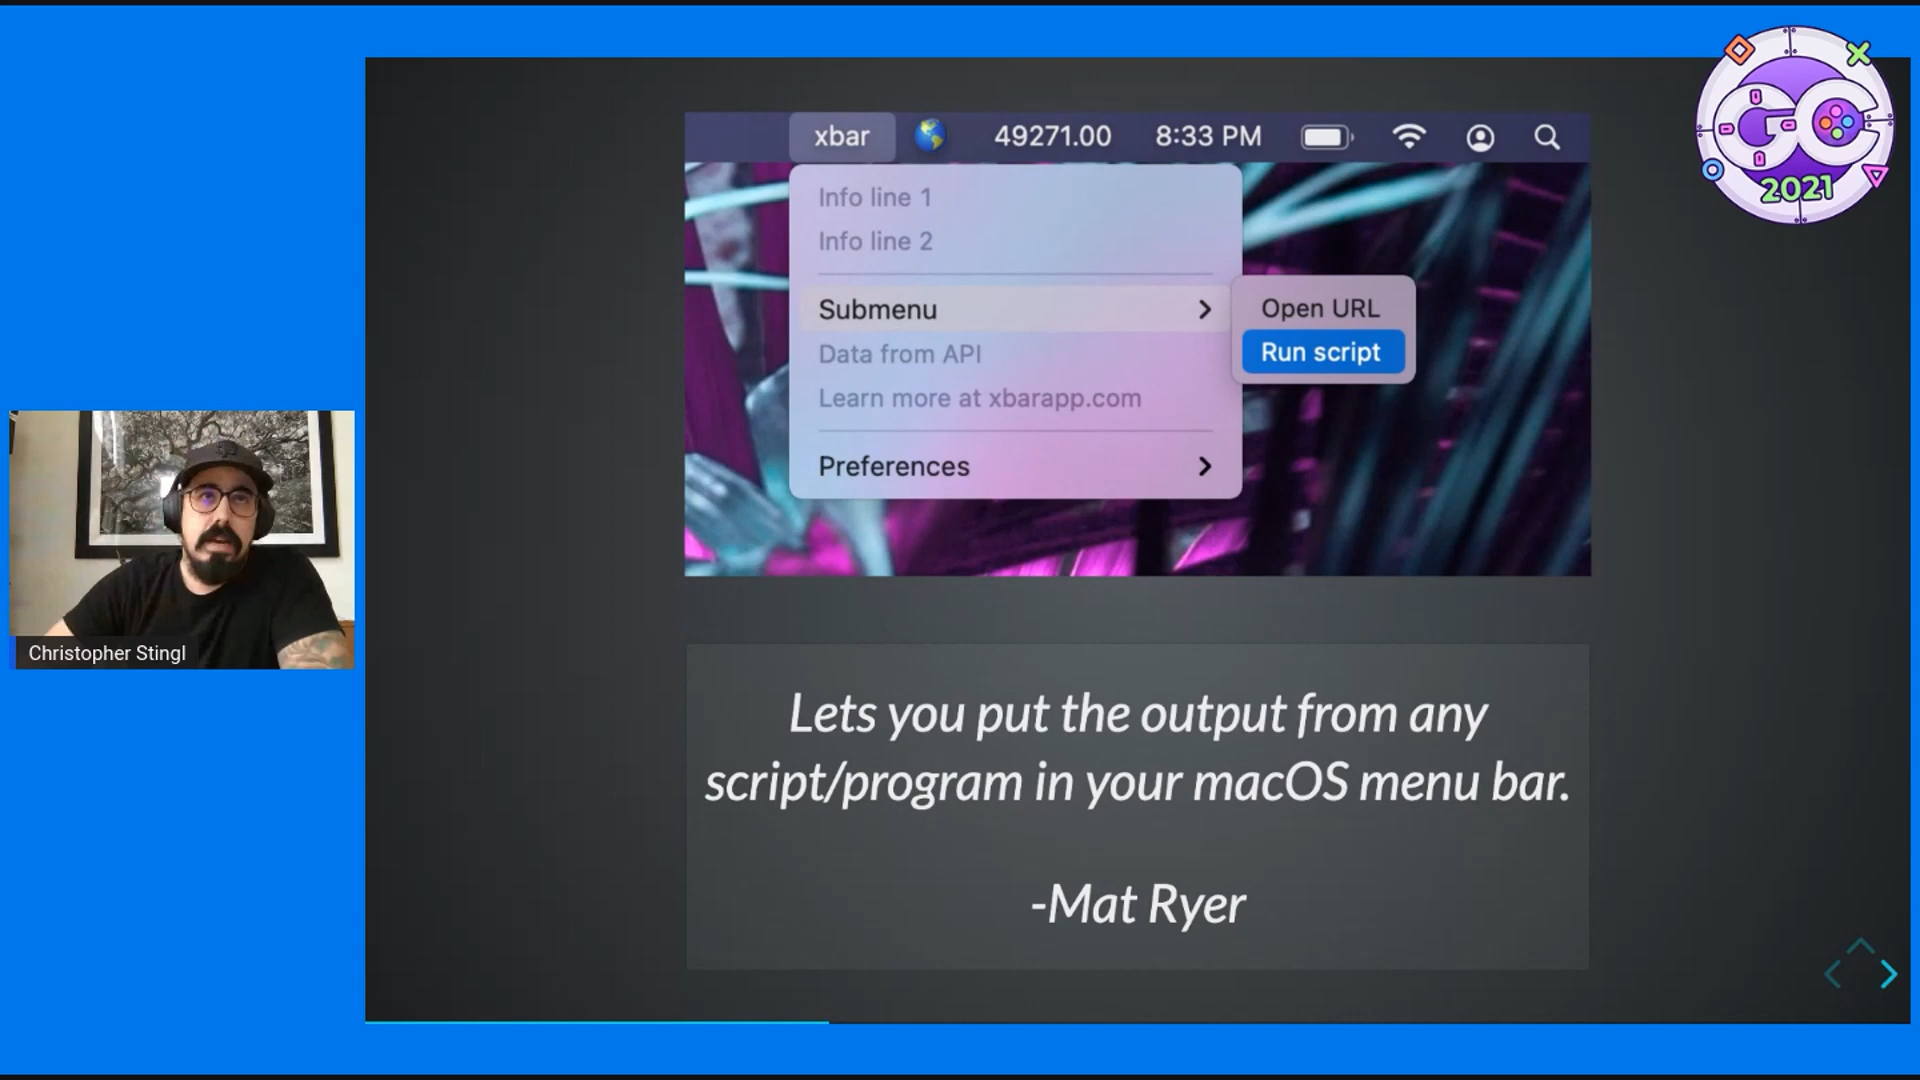 xbar 49271.00 8:33 PM
Info line 1
Info line 2
Submenu
Open URL
Data from API
Run script
Learn more at xbarapp.com
Preferences
GC
2021
Christopher Stingl
Lets you put the output from any
script/program in your macOS menu bar.
-Mat Ryer